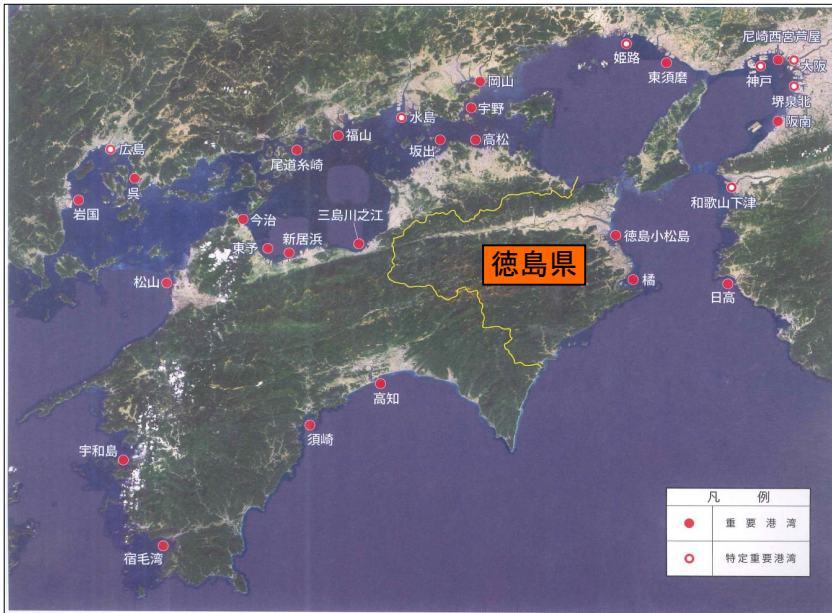 尼崎西宮芦屋
姫路
東須磨
神戸
大阪
堺泉北
阪南
岡山
宇野
水島
福山
坂出
高松
尾道糸崎
広島
呉
岩国
和歌山下津
今治
三島川之江
東予
新居浜
松山
徳島小松島
徳島県
橘
日高
高知
須崎
宇和島
宿毛湾
凡 例
重要港湾
特定重要港湾